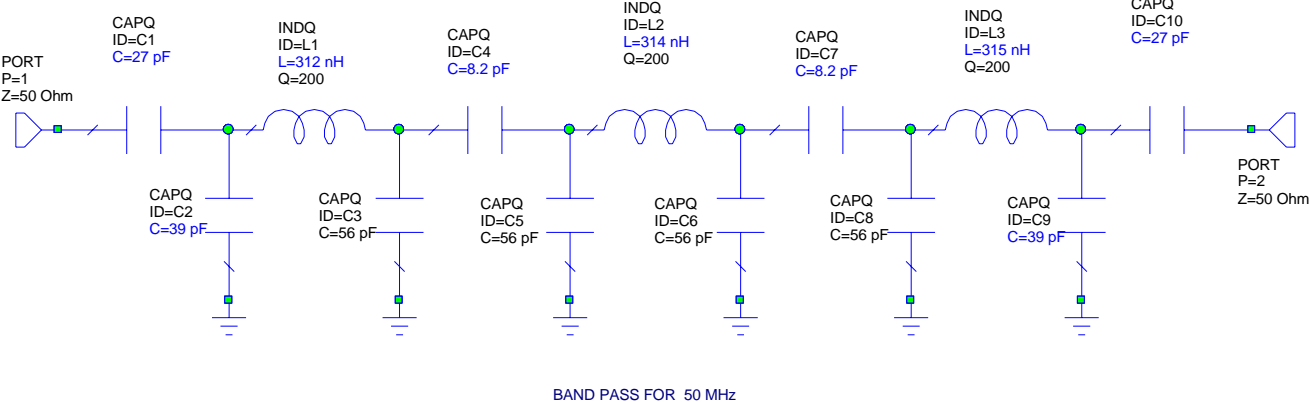 PORT
P=1
Z=50 Ohm
CAPQ
ID=C1
C=27 pF
INDQ
ID=L1
L=312 nH
Q=200
CAPQ
ID=C4
C=8.2 pF
INDQ
ID=L2
L=314 nH
Q=200
CAPQ
ID=C7
C=8.2 pF
INDQ
ID=L3
L=315 nH
Q=200
CAPQ
ID=C10
C=27 pF
CAPQ
ID=C2
C=39 pF
CAPQ
ID=C3
C=56 pF
CAPQ
ID=C5
C=56 pF
CAPQ
ID=C6
C=56 pF
CAPQ
ID=C8
C=56 pF
CAPQ
ID=C9
C=39 pF
PORT
P=2
Z=50 Ohm
BAND PASS FOR  50 MHz